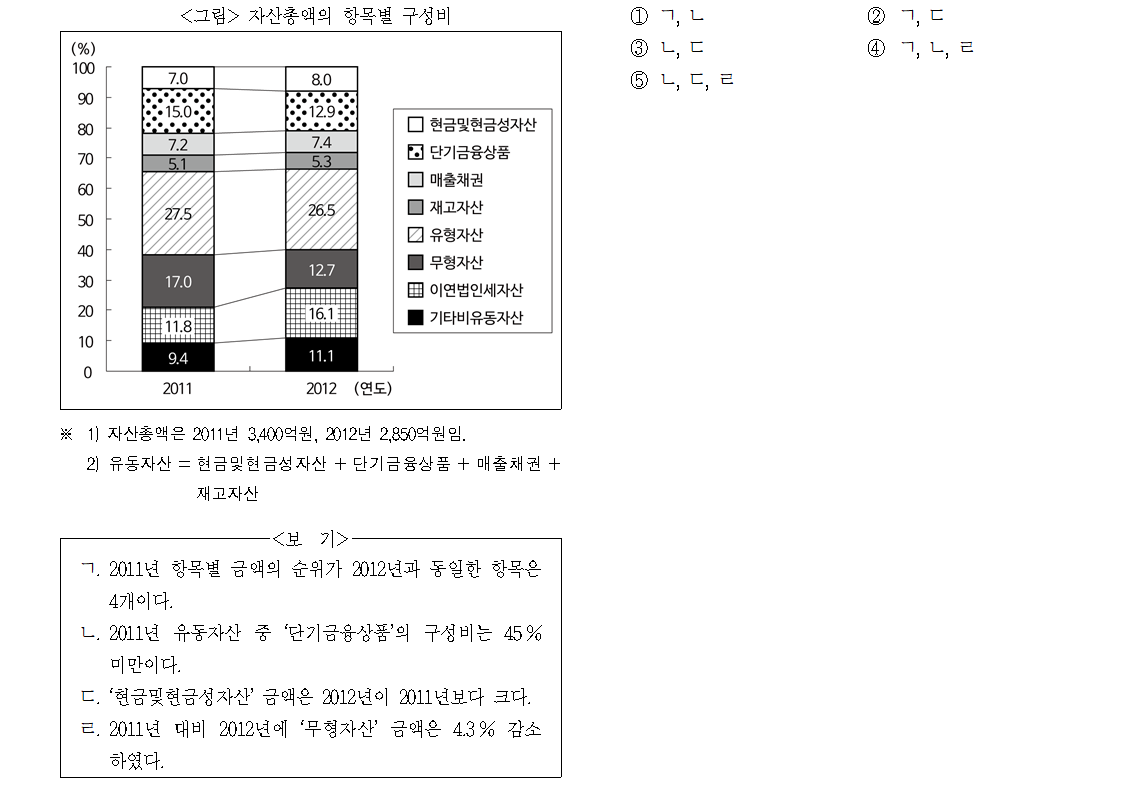 <그림> 자산총액의 항목별 구성비
(%)
100
90
80
70
60
50
40
30
20
10
0
7.0
15.0
7.2
5.1
27.5
17.0
11.8
9.4
8.0
12.9
7.4
5.3
26.5
12.7
16.1
11.1
2011
2012
(연도)
현금및현금성자산
단기금융상품
매출채권
재고자산
유형자산
무형자산
이연법인세자산
기타비유동자산
※ 1) 자산총액은 2011년 3,400억원, 2012년 2,850억원임.
2) 유동자산 = 현금및현금성자산 + 단기금융상품 + 매출채권 +
재고자산
<보 기>
ㄱ. 2011년 항목별 금액의 순위가 2012년과 동일한 항목은
4개이다.
ㄴ. 2011년 유동자산 중 ‘단기금융상품’의 구성비는 45%
미만이다.
ㄷ. ‘현금및현금성자산’ 금액은 2012년이 2011년보다 크다.
ㄹ. 2011년 대비 2012년에 ‘무형자산’ 금액은 4.3% 감소
하였다.
① ㄱ, ㄴ
② ㄱ, ㄷ
③ ㄴ, ㄷ
④ ㄱ, ㄴ, ㄹ
⑤ ㄴ, ㄷ, ㄹ